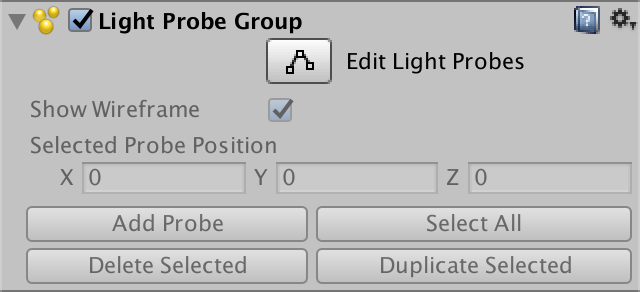 Light Probe Group
Edit Light Probes
Show Wireframe
Selected Probe Position
X 0 Y 0 Z 0
Add Probe Select All
Delete Selected Duplicate Selected